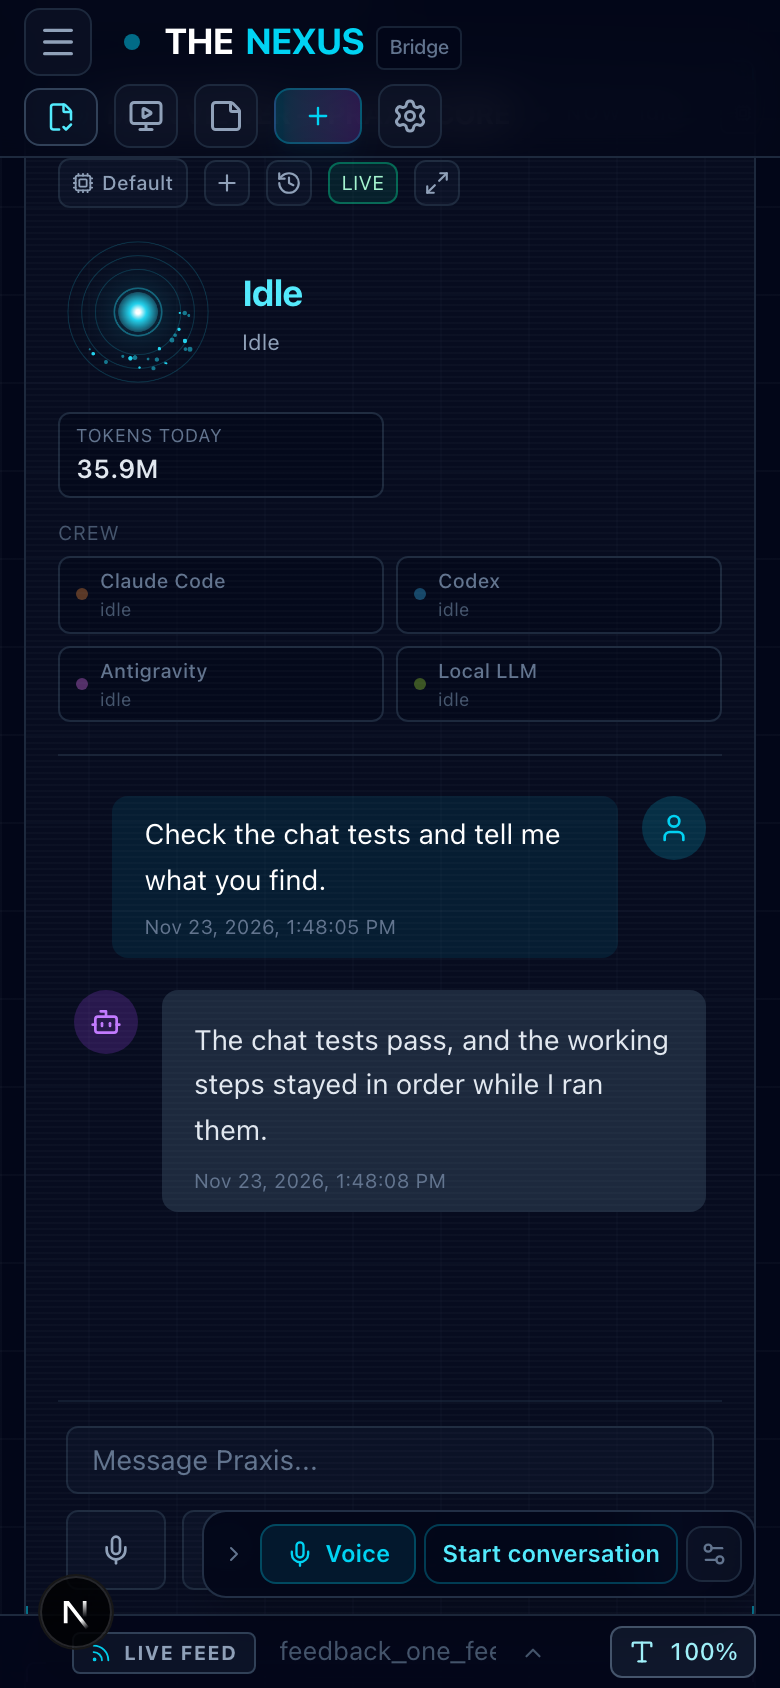 THE NEXUS Bridge
Default LIVE
Idle
Idle
TOKENS TODAY
35.9M
CREW
Claude Code
idle
Codex
idle
Antigravity
idle
Local LLM
idle
Check the chat tests and tell me
what you find.
Nov 23, 2026, 1:48:05 PM
The chat tests pass, and the working
steps stayed in order while I ran
them.
Nov 23, 2026, 1:48:08 PM
Message Praxis...
Voice Start conversation
N
LIVE FEED feedback_one_fee 100%